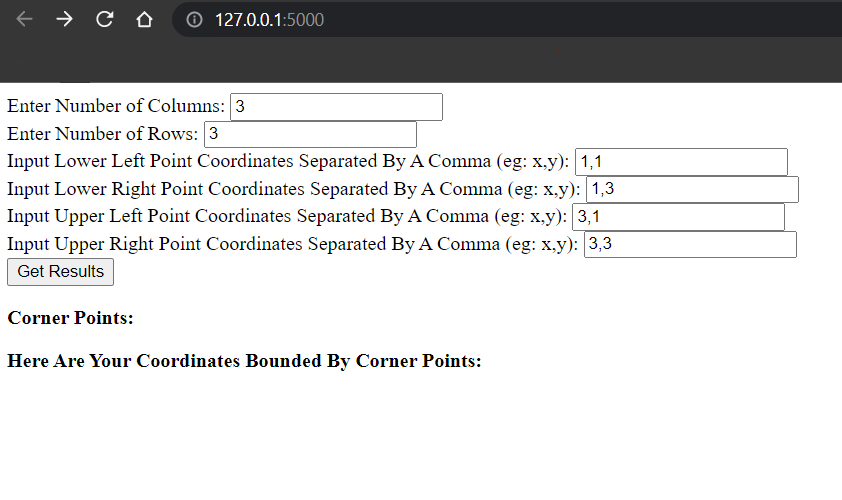 127.0.0.1:5000
Enter Number of Columns: 3
Enter Number of Rows: 3
Input Lower Left Point Coordinates Separated By A Comma (eg: x,y): 1,1
Input Lower Right Point Coordinates Separated By A Comma (eg: x,y): 1,3
Input Upper Left Point Coordinates Separated By A Comma (eg: x,y): 3,1
Input Upper Right Point Coordinates Separated By A Comma (eg: x,y): 3,3
Get Results
Corner Points:
Here Are Your Coordinates Bounded By Corner Points: